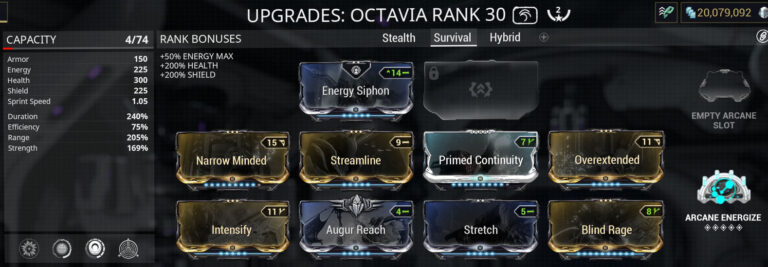 UPGRADES: OCTAVIA RANK 30
2
20,079,092
CAPACITY 4/74
Armor 150
Energy 225
Health 300
Shield 225
Sprint Speed 1.05
Duration 240%
Efficiency 75%
Range 205%
Strength 169%
RANK BONUSES
+50% ENERGY MAX
+200% HEALTH
+200% SHIELD
Stealth Survival Hybrid
14
Energy Siphon
EMPTY ARCANE
SLOT
15 9 7 11
Narrow Minded Streamline Primed Continuity Overextended
ARCANE ENERGIZE
11 4 5 8
Intensify Augur Reach Stretch Blind Rage